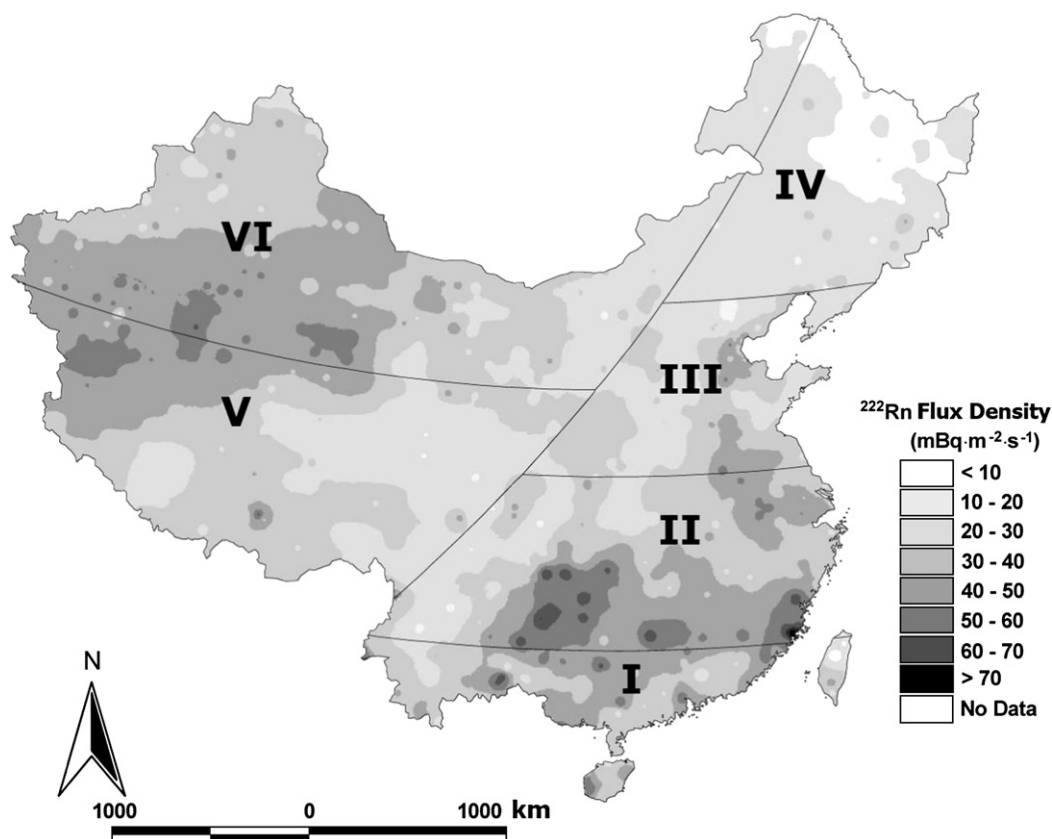 IV
VI
III
V
II
I
²²²Rn Flux Density
(mBq·m⁻²·s⁻¹)
< 10
10 - 20
20 - 30
30 - 40
40 - 50
50 - 60
60 - 70
> 70
No Data
N
1000 0 1000 km